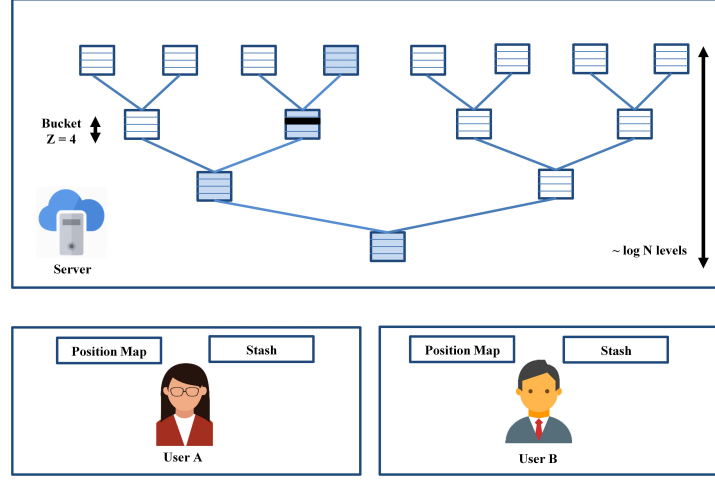 Bucket
Z = 4
Server
~ log N levels
Position Map
Stash
User A
Position Map
Stash
User B